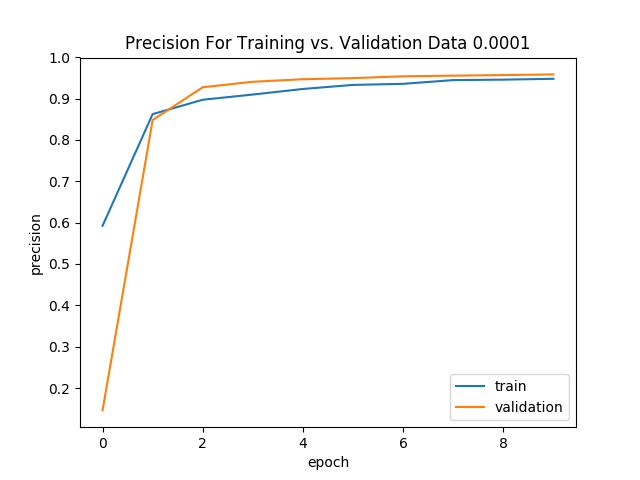 Precision For Training vs. Validation Data 0.0001
1.0
0.9
0.8
0.7
0.6
0.5
0.4
0.3
0.2
precision
0
2
4
6
8
epoch
train
validation